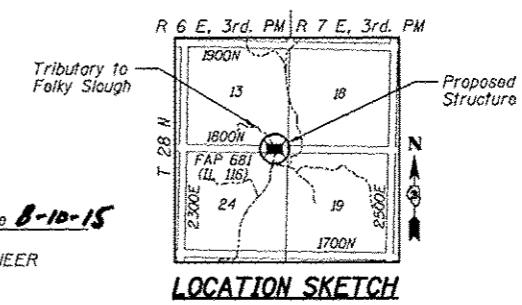 R 6 E, 3rd. PM R 7 E, 3rd. PM
1900N
Tributary to
Felky Slough
13
18
Proposed
Structure
T 28 N
1800N
N
FAP 681
(IL 116)
2300E
24
19
2500E
1700N
8-10-15
NEER
LOCATION SKETCH